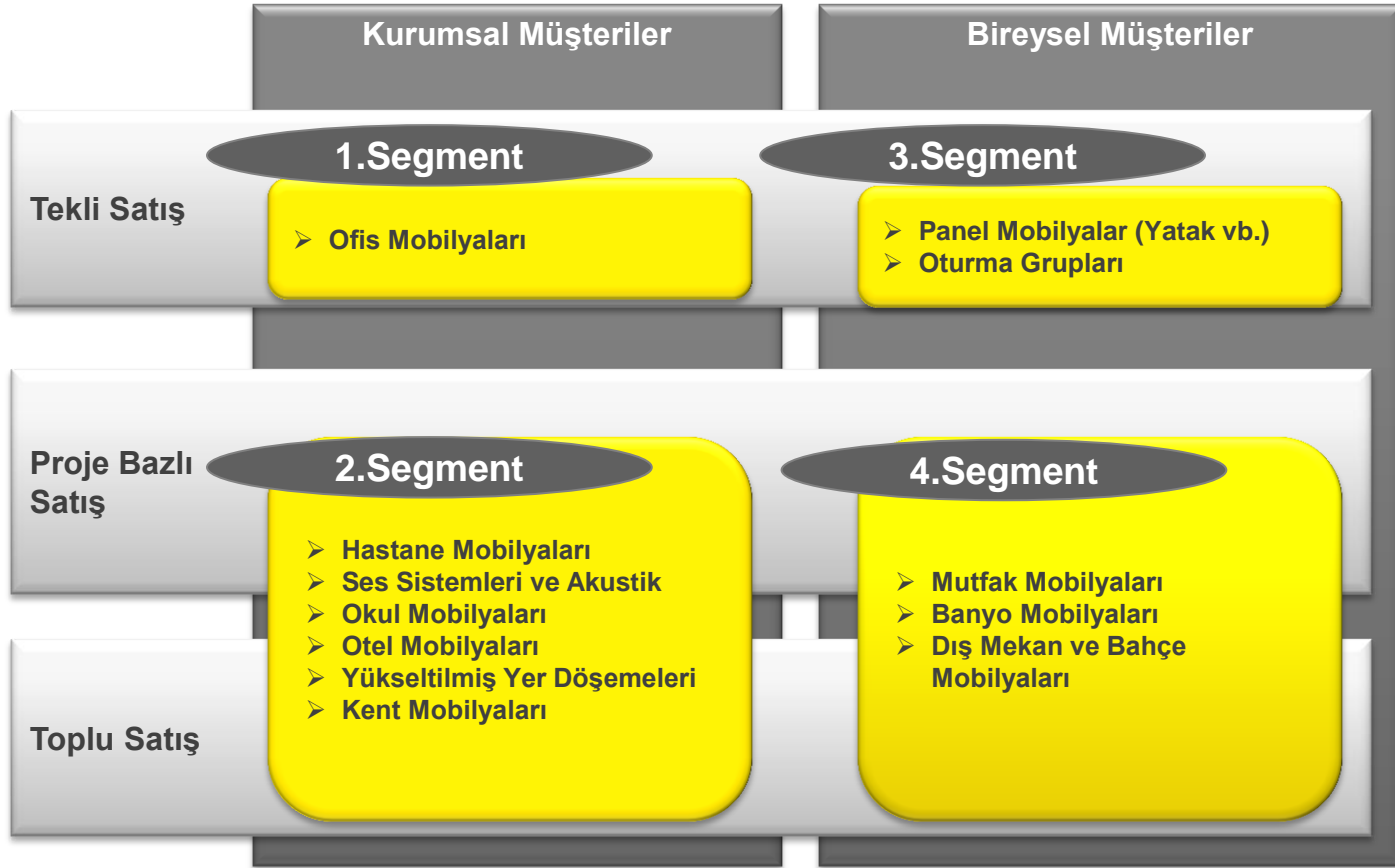 Kurumsal Müşteriler
Bireysel Müşteriler
Tekli Satış
1.Segment
➢ Ofis Mobilyaları
3.Segment
➢ Panel Mobilyalar (Yatak vb.)
➢ Oturma Grupları
Proje Bazlı
Satış
2.Segment
➢ Hastane Mobilyaları
➢ Ses Sistemleri ve Akustik
➢ Okul Mobilyaları
➢ Otel Mobilyaları
➢ Yükseltilmiş Yer Döşemeleri
➢ Kent Mobilyaları
4.Segment
➢ Mutfak Mobilyaları
➢ Banyo Mobilyaları
➢ Dış Mekan ve Bahçe
Mobilyaları
Toplu Satış